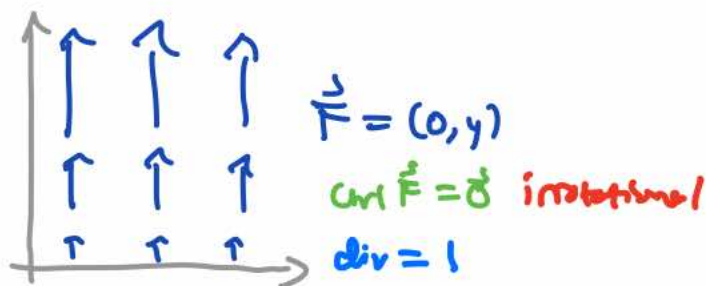 F⃗ = (0, y)
curl F⃗ = 0⃗ irrotational
div = 1